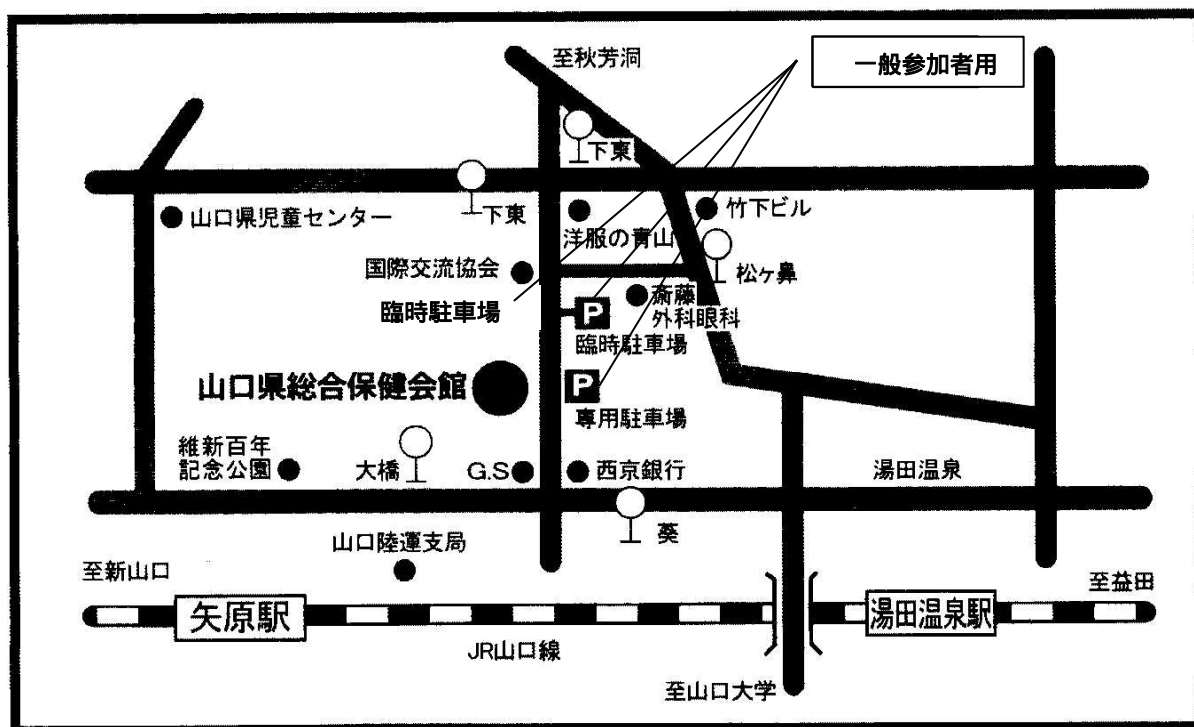 至秋芳洞
一般参加者用
下東
山口県児童センター
下東
洋服の青山
竹下ビル
国際交流協会
松ヶ鼻
臨時駐車場
P
斎藤
外科眼科
臨時駐車場
山口県総合保健会館
P
専用駐車場
維新百年
記念公園
大橋
G.S
西京銀行
湯田温泉
葵
山口陸運支局
至新山口
至益田
矢原駅
湯田温泉駅
JR山口線
至山口大学